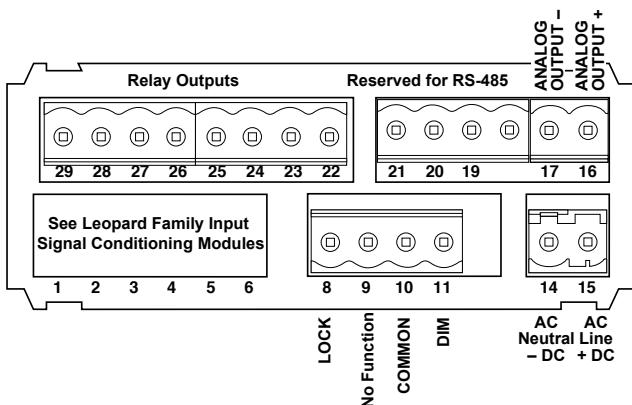 ANALOG
OUTPUT –
ANALOG
OUTPUT +
Relay Outputs
Reserved for RS-485
29 28 27 26 25 24 23 22
21 20 19
17 16
See Leopard Family Input
Signal Conditioning Modules
1 2 3 4 5 6
8 9 10 11
14 15
LOCK
No Function
COMMON
DIM
AC AC
Neutral Line
– DC + DC